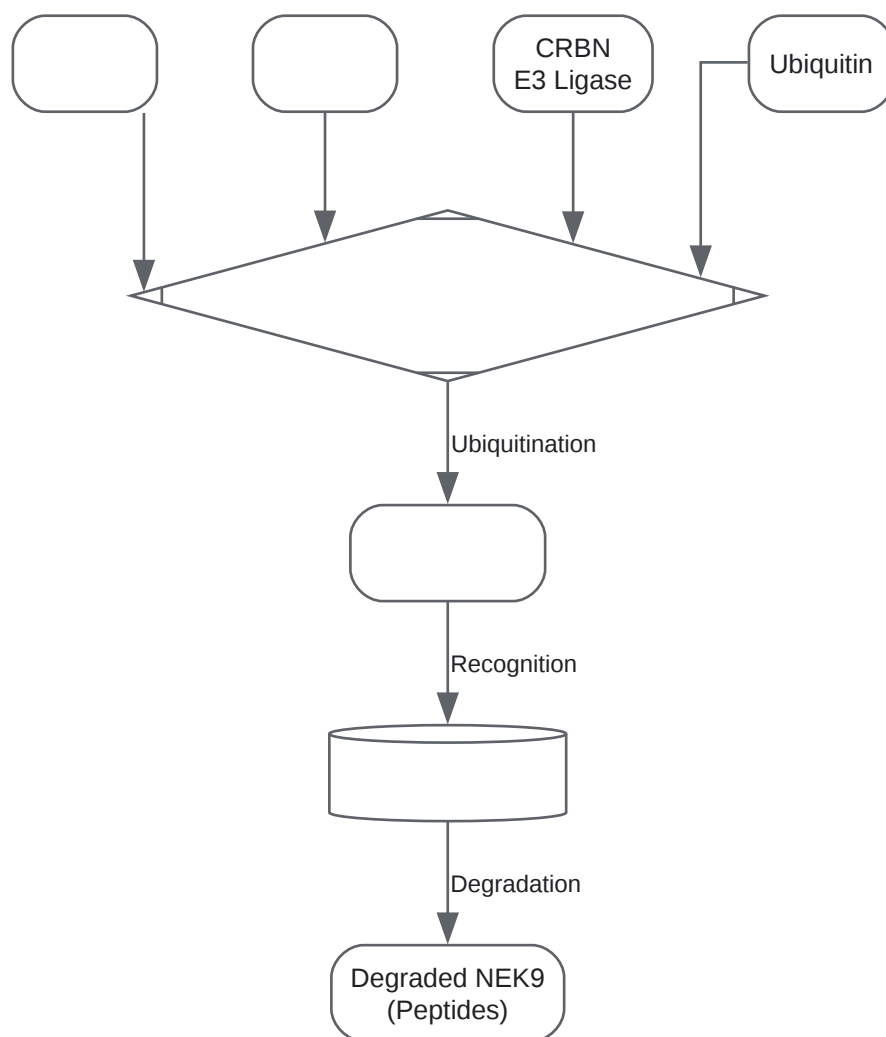 CRBN
E3 Ligase
Ubiquitin
Ubiquitination
Recognition
Degradation
Degraded NEK9
(Peptides)